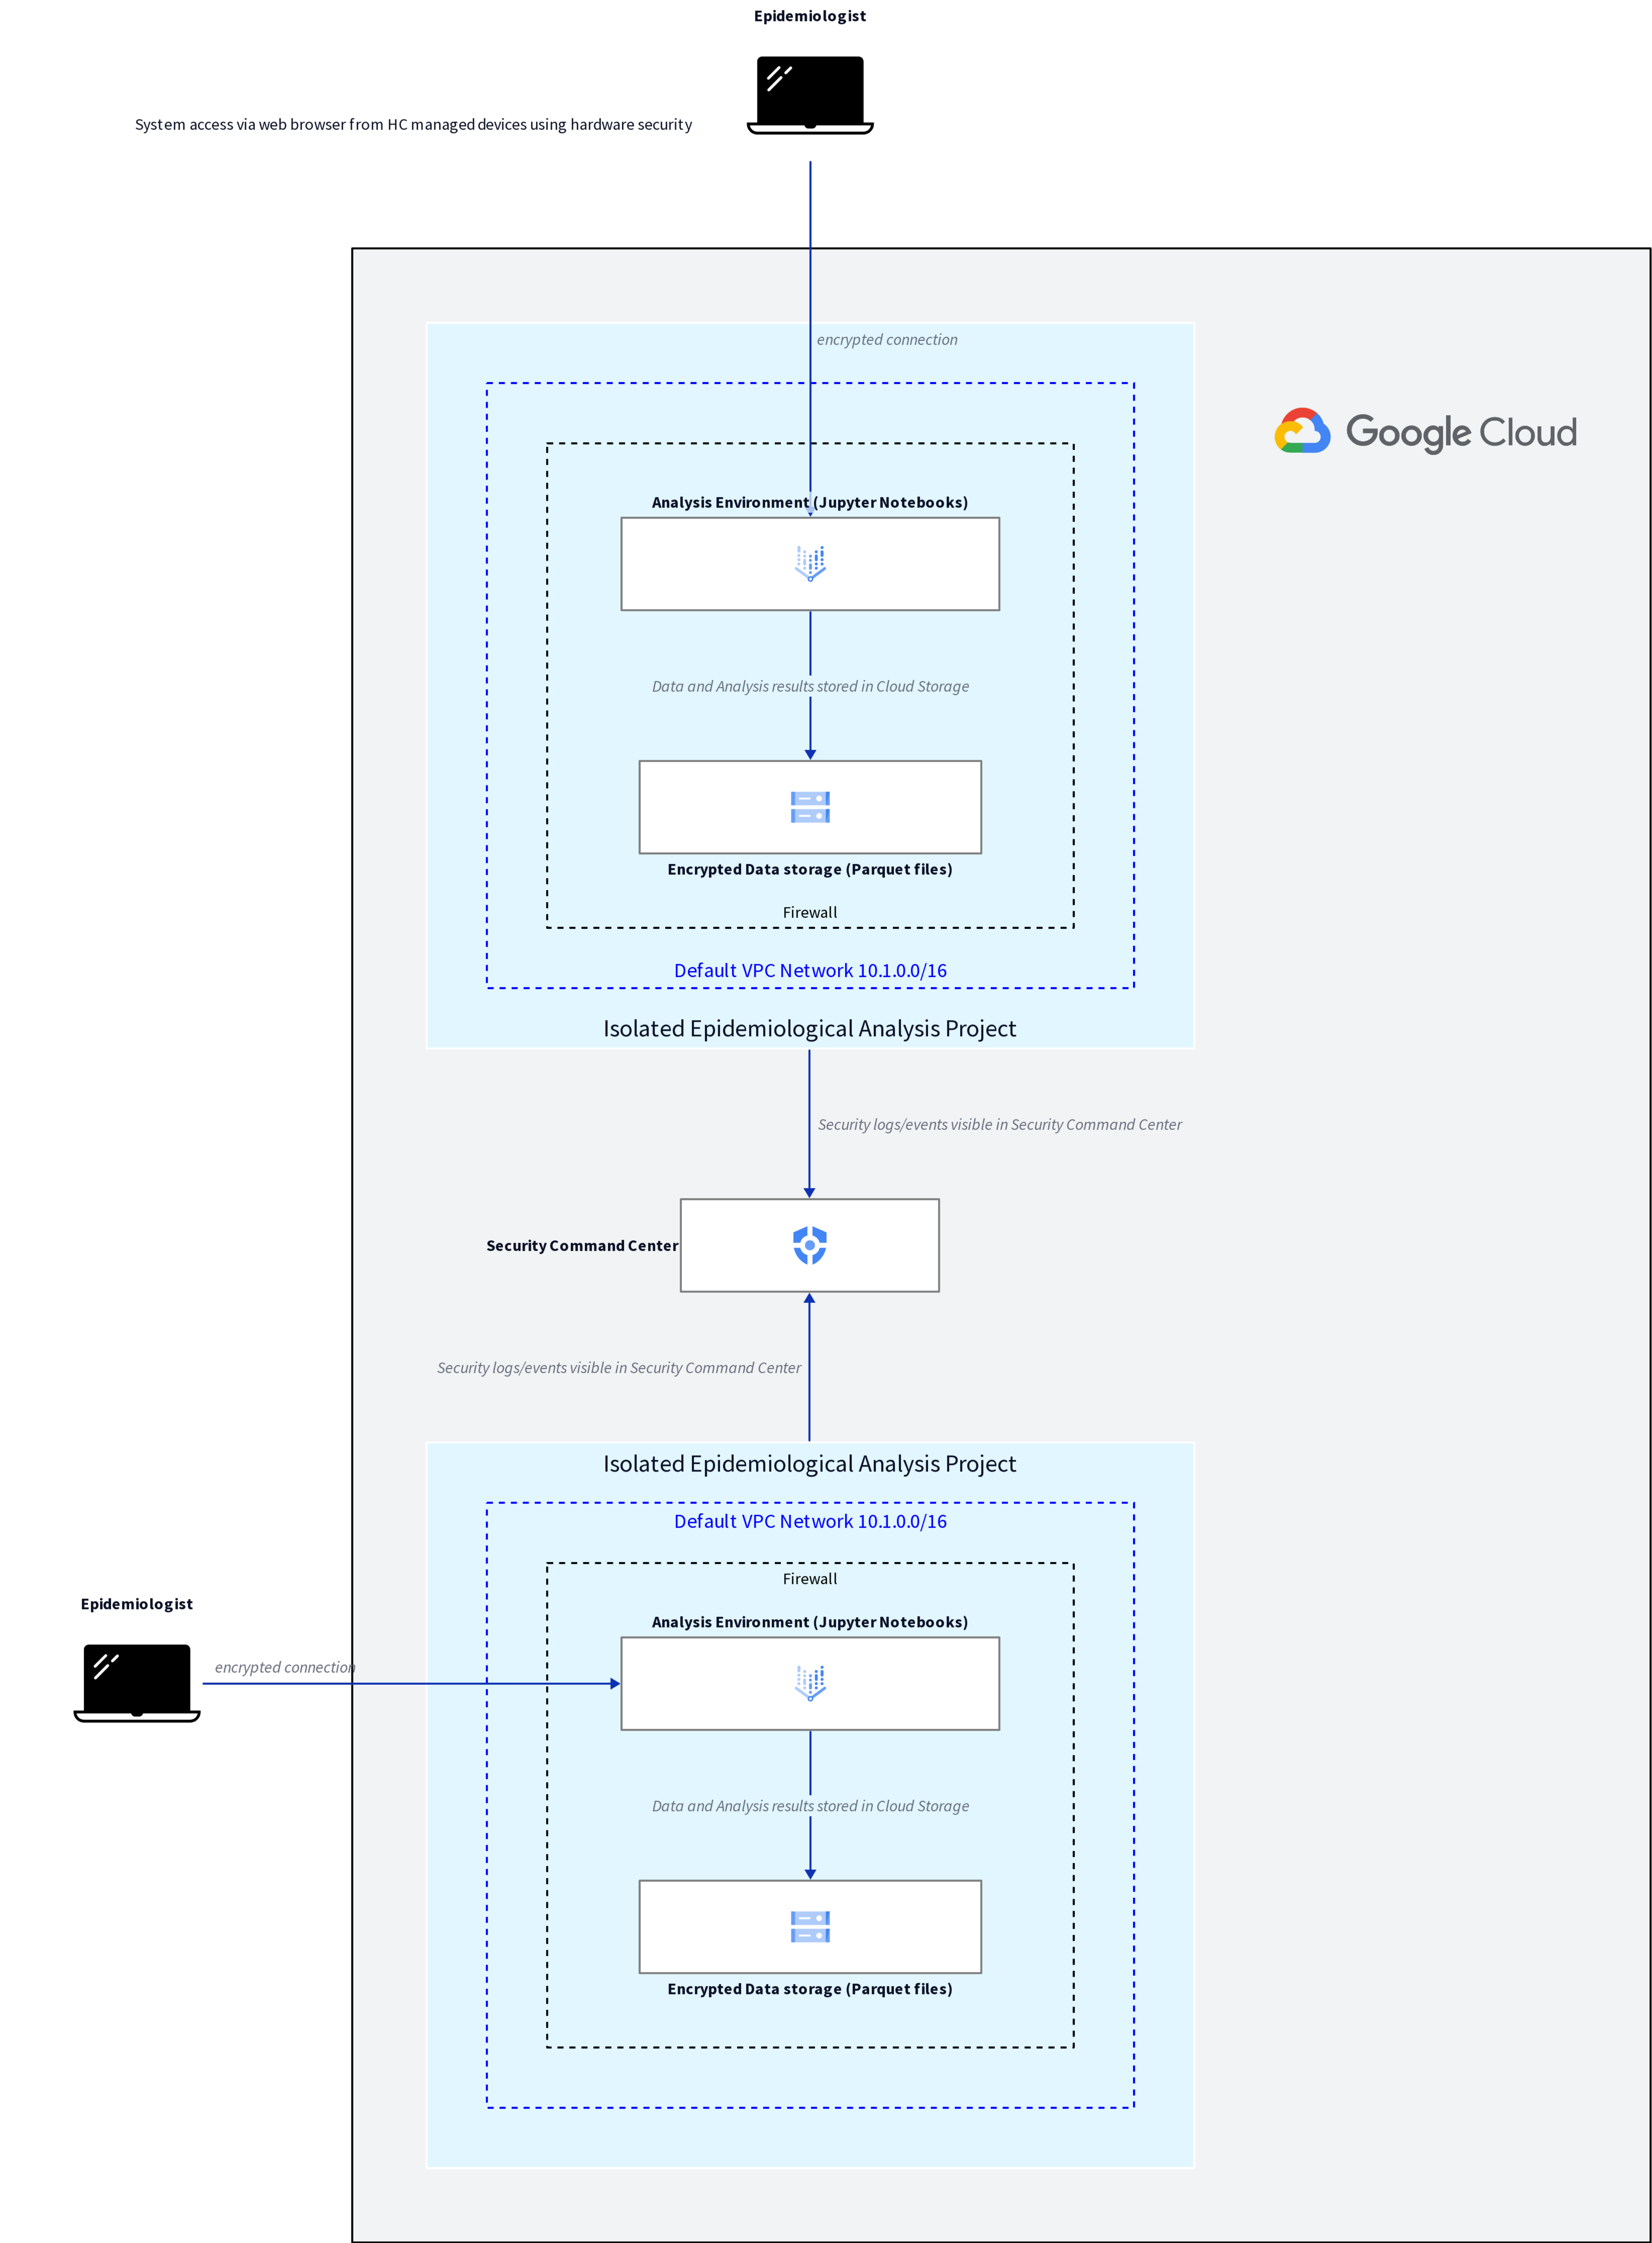 Epidemiologist
System access via web browser from HC managed devices using hardware security
encrypted connection
Google Cloud
Analysis Environment (Jupyter Notebooks)
Data and Analysis results stored in Cloud Storage
Encrypted Data storage (Parquet files)
Firewall
Default VPC Network 10.1.0.0/16
Isolated Epidemiological Analysis Project
Security logs/events visible in Security Command Center
Security Command Center
Security logs/events visible in Security Command Center
Isolated Epidemiological Analysis Project
Default VPC Network 10.1.0.0/16
Firewall
Epidemiologist
Analysis Environment (Jupyter Notebooks)
encrypted connection
Data and Analysis results stored in Cloud Storage
Encrypted Data storage (Parquet files)